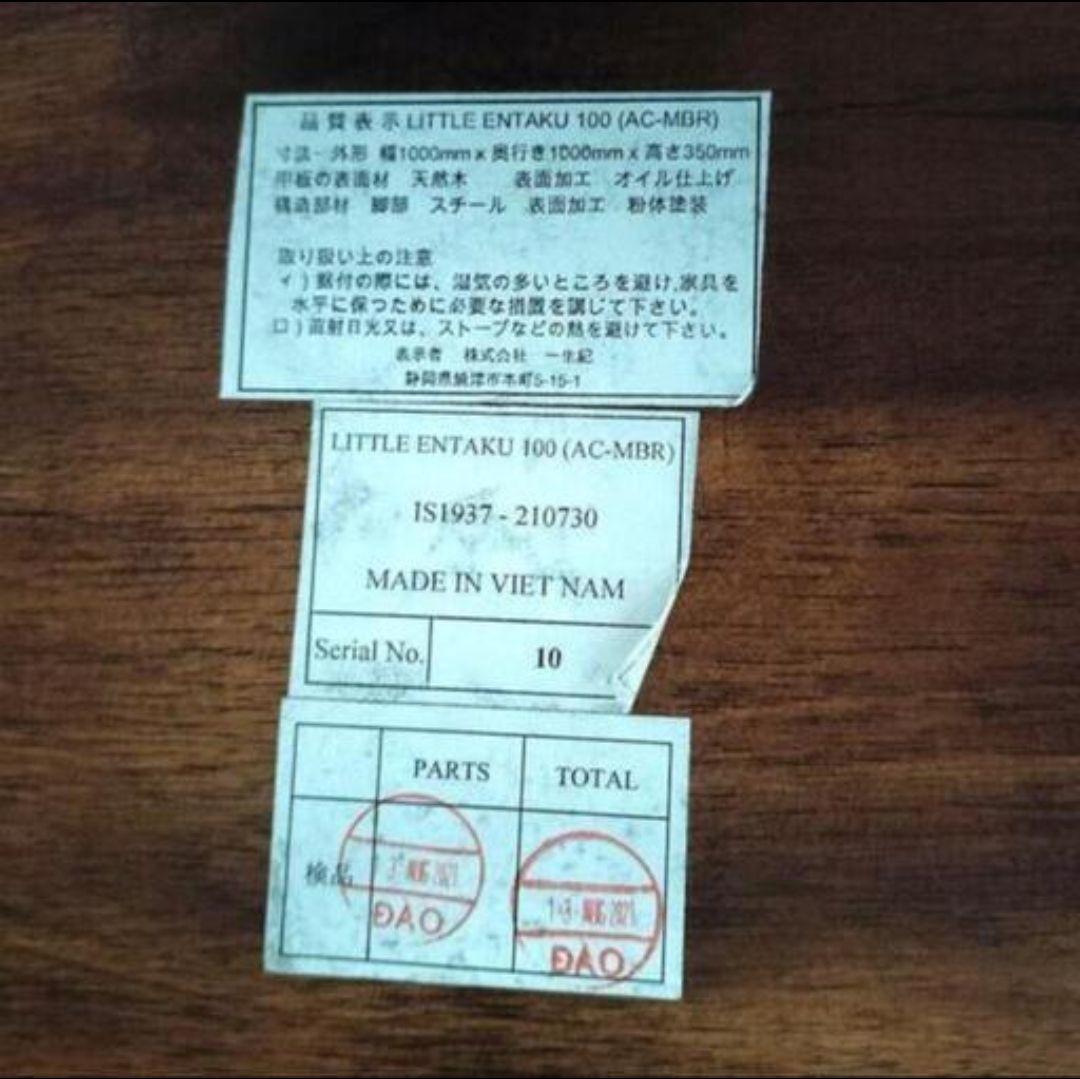 品質表示 LITTLE ENTAKU 100 (AC-MBR)
寸法・外形 幅1000mm x 奥行き1000mm x 高さ350mm
甲板の表面材 天然木 表面加工 オイル仕上げ
構造部材 脚部 スチール 表面加工 粉体塗装
取り扱い上の注意
イ）据付の際には、湿気の多いところを避け,家具を
水平に保つために必要な措置を講じて下さい。
ロ）直射日光又は、ストーブなどの熱を避けて下さい。
表示者 株式会社 一生紀
静岡県焼津市本町5-15-1
LITTLE ENTAKU 100 (AC-MBR)
IS1937 - 210730
MADE IN VIET NAM
Serial No. 10
PARTS TOTAL
検品
AUG 2021
ĐÀO
AUG 2021
ĐÀO